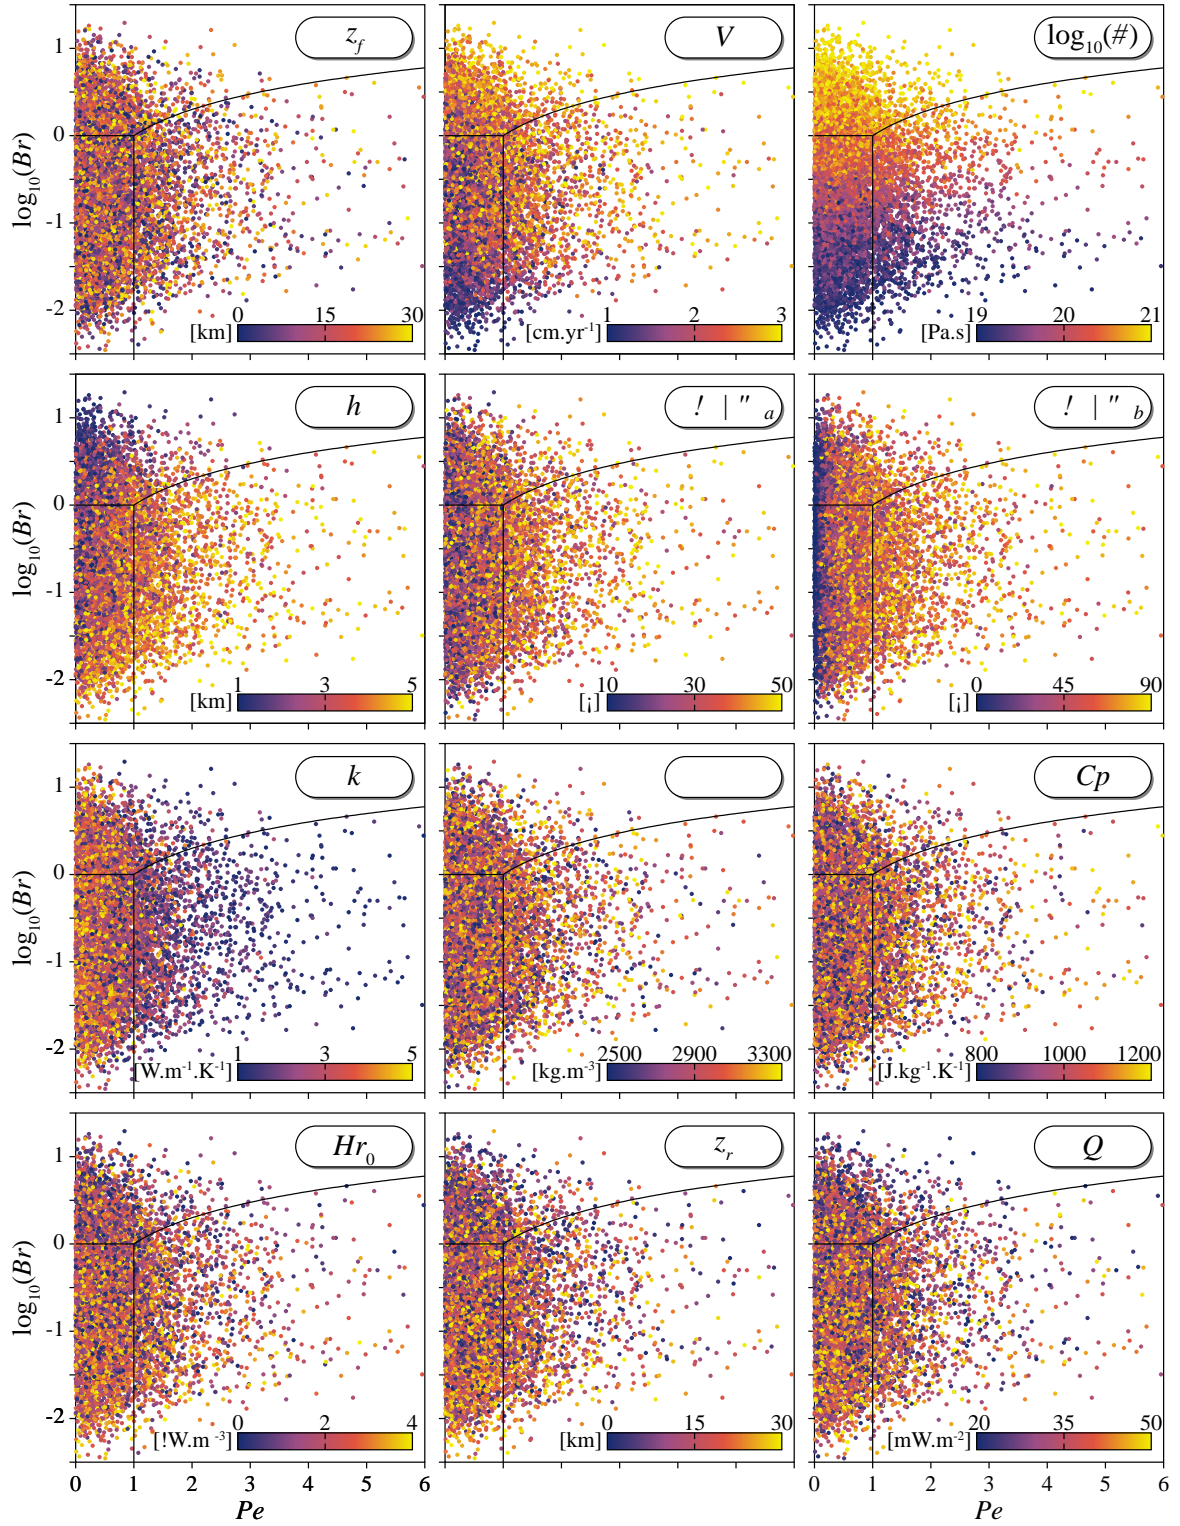 z_f V log₁₀(#)
1
0
-1
-2
log₁₀(Br)
[km] 0 15 30
[cm.yr⁻¹] 1 2 3
[Pa.s] 19 20 21
h ! | " a ! | " b
1
0
-1
-2
log₁₀(Br)
[km] 1 3 5
[¡] 10 30 50
[¡] 0 45 90
k Cp
1
0
-1
-2
log₁₀(Br)
[W.m⁻¹.K⁻¹] 1 3 5
[kg.m⁻³] 2500 2900 3300
[J.kg⁻¹.K⁻¹] 800 1000 1200
Hr₀ z_r Q
1
0
-1
-2
log₁₀(Br)
[!W.m⁻³] 0 2 4
[km] 0 15 30
[mW.m⁻²] 20 35 50
0 1 2 3 4 5 6
0 1 2 3 4 5 6
Pe
Pe